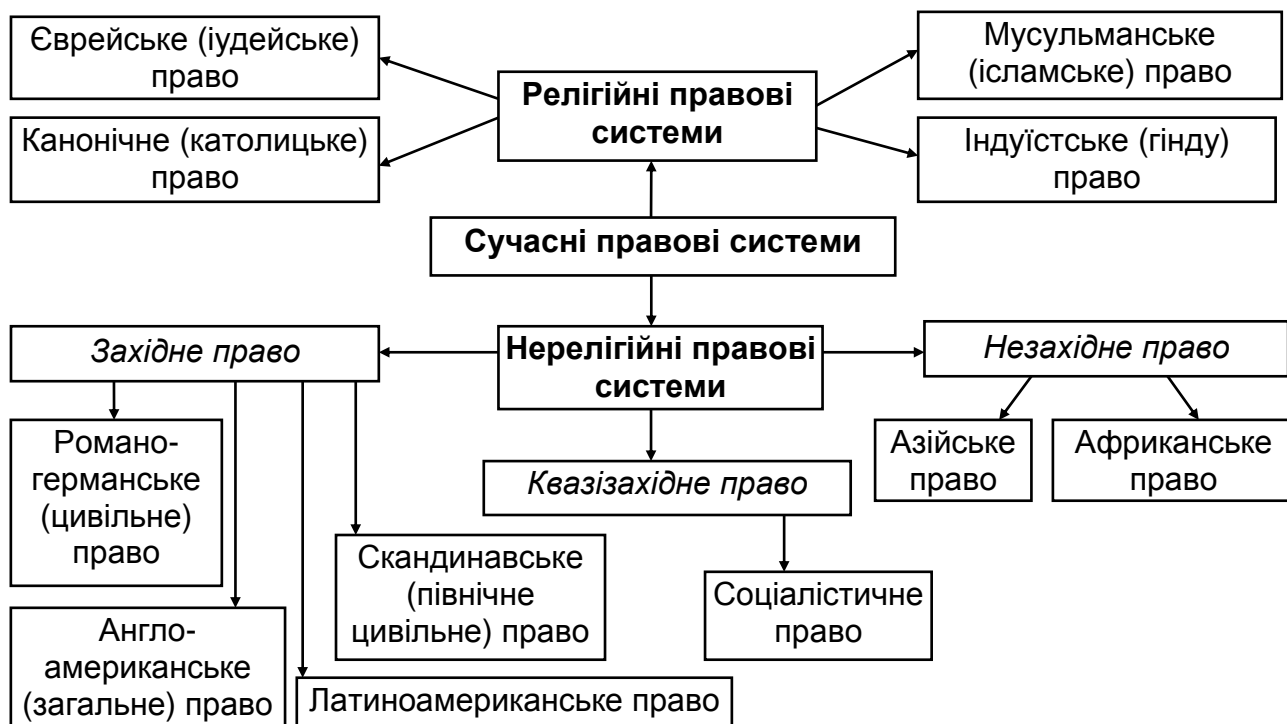 Єврейське (іудейське)
право
Мусульманське
(ісламське) право
Релігійні правові
системи
Канонічне (католицьке)
право
Індуїстське (гінду)
право
Сучасні правові системи
Західне право
Нерелігійні правові
системи
Незахідне право
Романо-
германське
(цивільне)
право
Азійське
право
Африканське
право
Квазізахідне право
Скандинавське
(північне
цивільне) право
Соціалістичне
право
Англо-
американське
(загальне) право
Латиноамериканське право